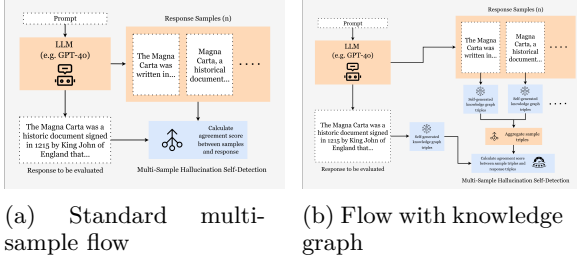 Prompt
Response Samples (n)
LLM
(e.g. GPT-40)
The Magna
Carta was
written in...
Magna
Carta, a
historical
document...
The Magna Carta was a
historic document signed
in 1215 by King John of
England that...
Response to be evaluated
Calculate
agreement score
between samples
and response
Multi-Sample Hallucination Self-Detection
(a) Standard multi-
sample flow
Prompt
Response Samples (n)
LLM
(e.g. GPT-40)
The Magna
Carta was
written in...
Magna
Carta, a
historical
document...
Self-generated
knowledge graph
triples
Self-generated
knowledge graph
triples
Aggregate sample
triples
The Magna Carta was a
historic document signed
in 1215 by King John of
England that...
Response to be evaluated
Self-generated
knowledge graph
triples
Calculate agreement score
between sample triples and
response triples
Multi-Sample Hallucination Self-Detection
(b) Flow with knowledge
graph